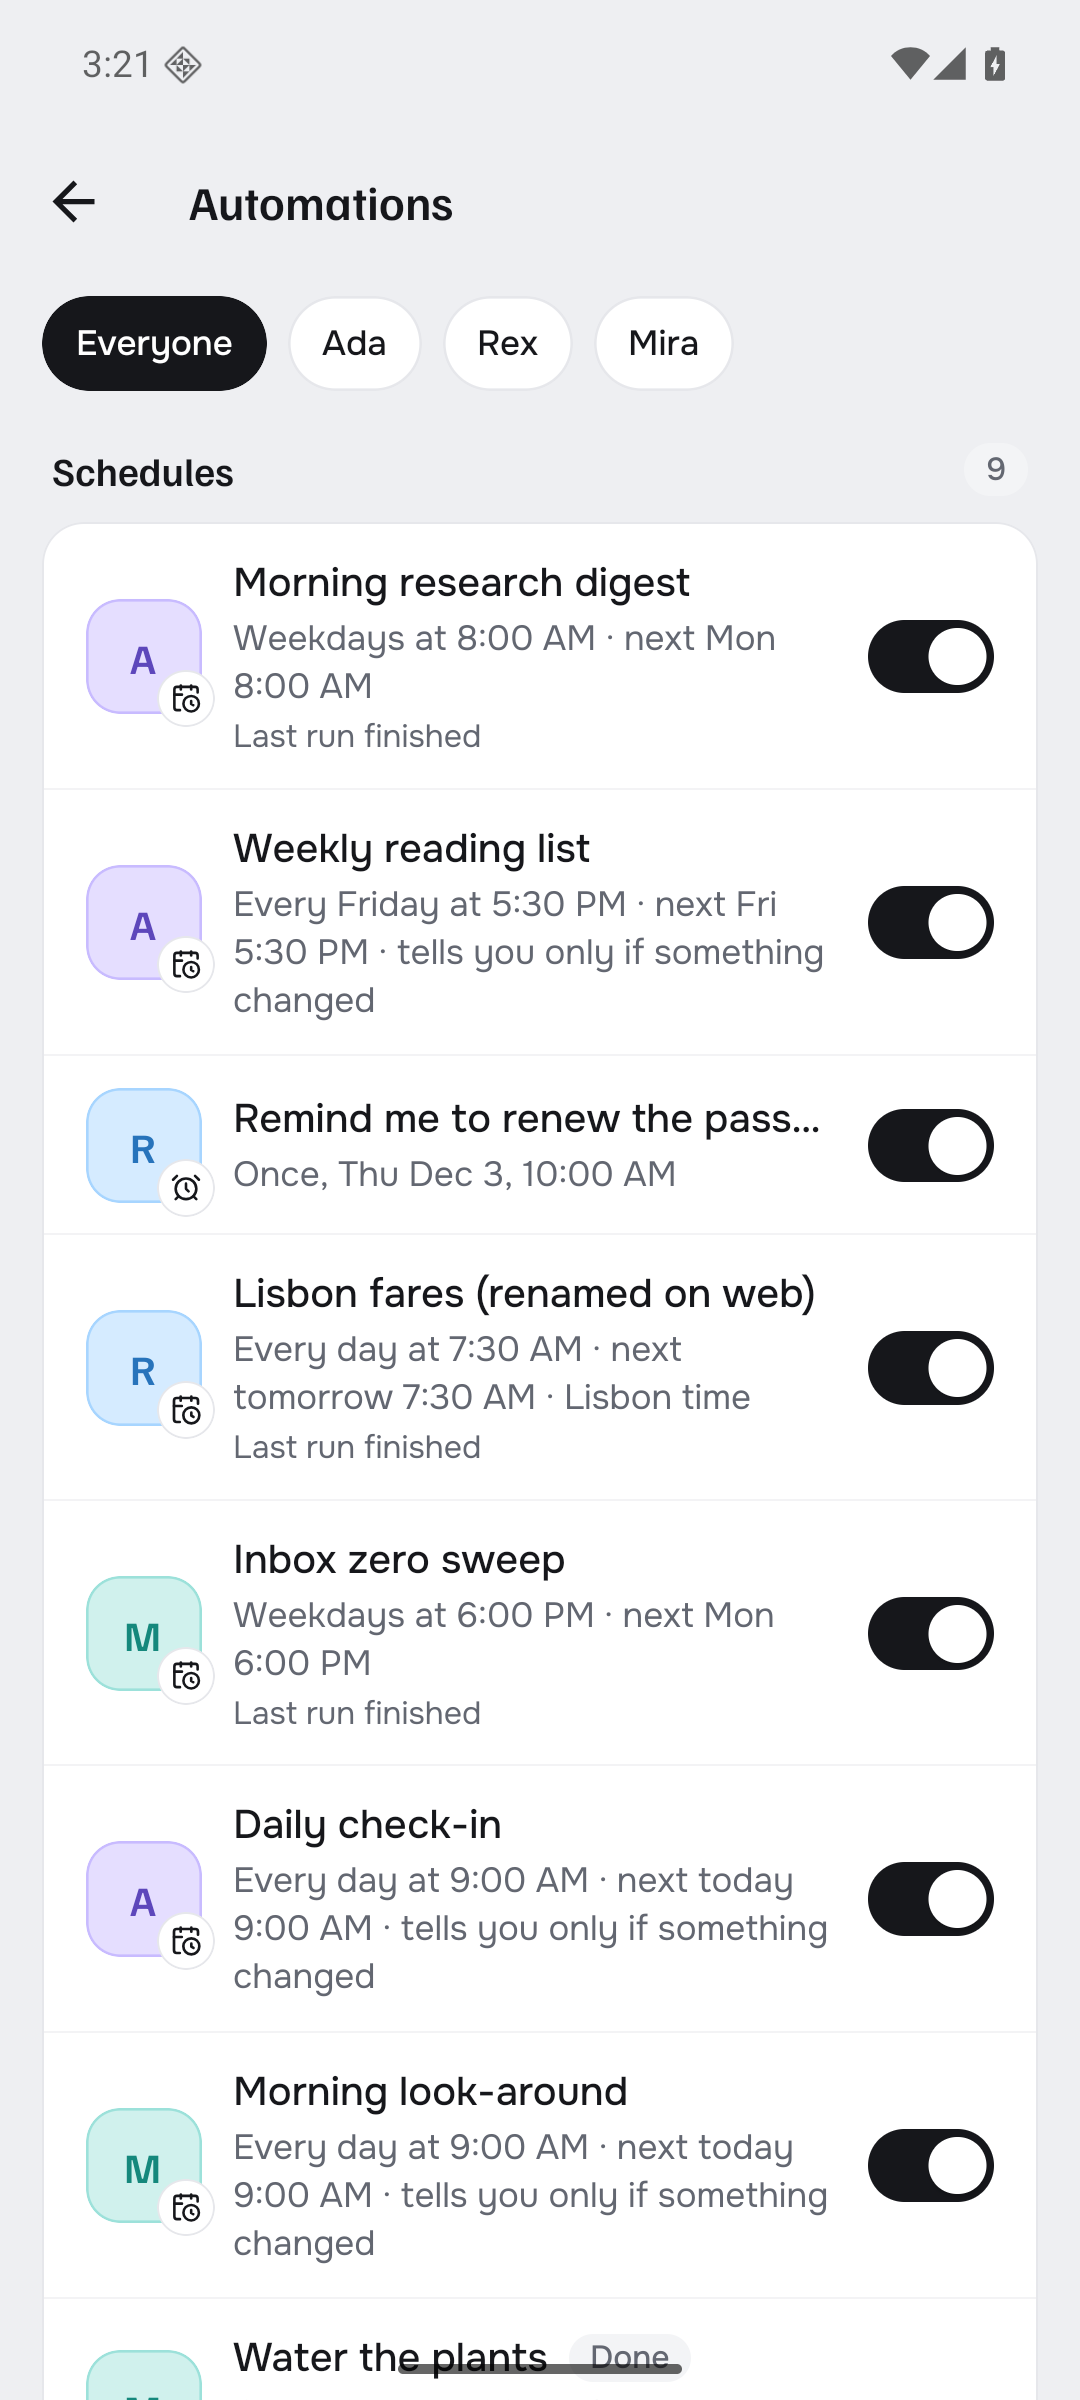 3:21
Automations
Everyone
Ada
Rex
Mira
Schedules
9
A
Morning research digest
Weekdays at 8:00 AM · next Mon
8:00 AM
Last run finished
A
Weekly reading list
Every Friday at 5:30 PM · next Fri
5:30 PM · tells you only if something
changed
R
Remind me to renew the pass...
Once, Thu Dec 3, 10:00 AM
R
Lisbon fares (renamed on web)
Every day at 7:30 AM · next
tomorrow 7:30 AM · Lisbon time
Last run finished
M
Inbox zero sweep
Weekdays at 6:00 PM · next Mon
6:00 PM
Last run finished
A
Daily check-in
Every day at 9:00 AM · next today
9:00 AM · tells you only if something
changed
M
Morning look-around
Every day at 9:00 AM · next today
9:00 AM · tells you only if something
changed
Water the plants
Done